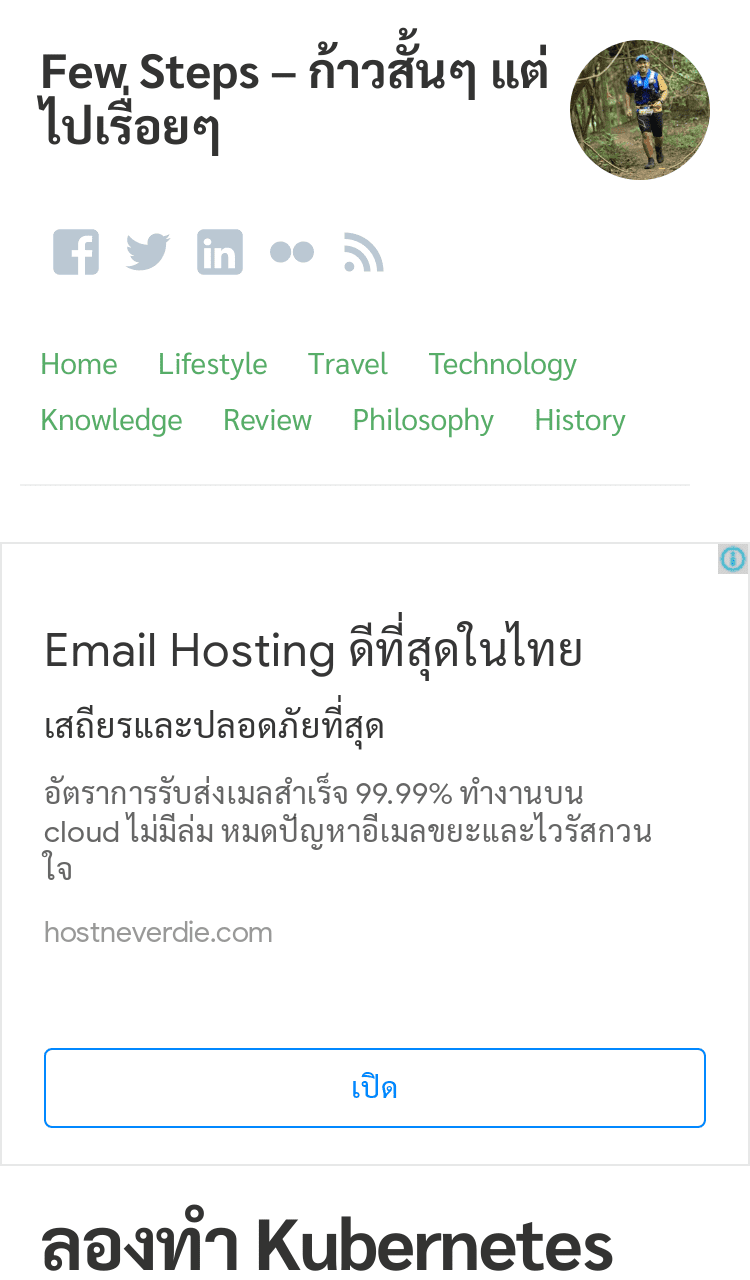 Few Steps – ก้าวสั้นๆ แต่
ไปเรื่อยๆ
Home Lifestyle Travel Technology
Knowledge Review Philosophy History
Email Hosting ดีที่สุดในไทย
เสถียรและปลอดภัยที่สุด
อัตราการรับส่งเมลสำเร็จ 99.99% ทำงานบน
cloud ไม่มีล่ม หมดปัญหาอีเมลขยะและไวรัสกวน
ใจ
hostneverdie.com
เปิด
ลองทำ Kubernetes